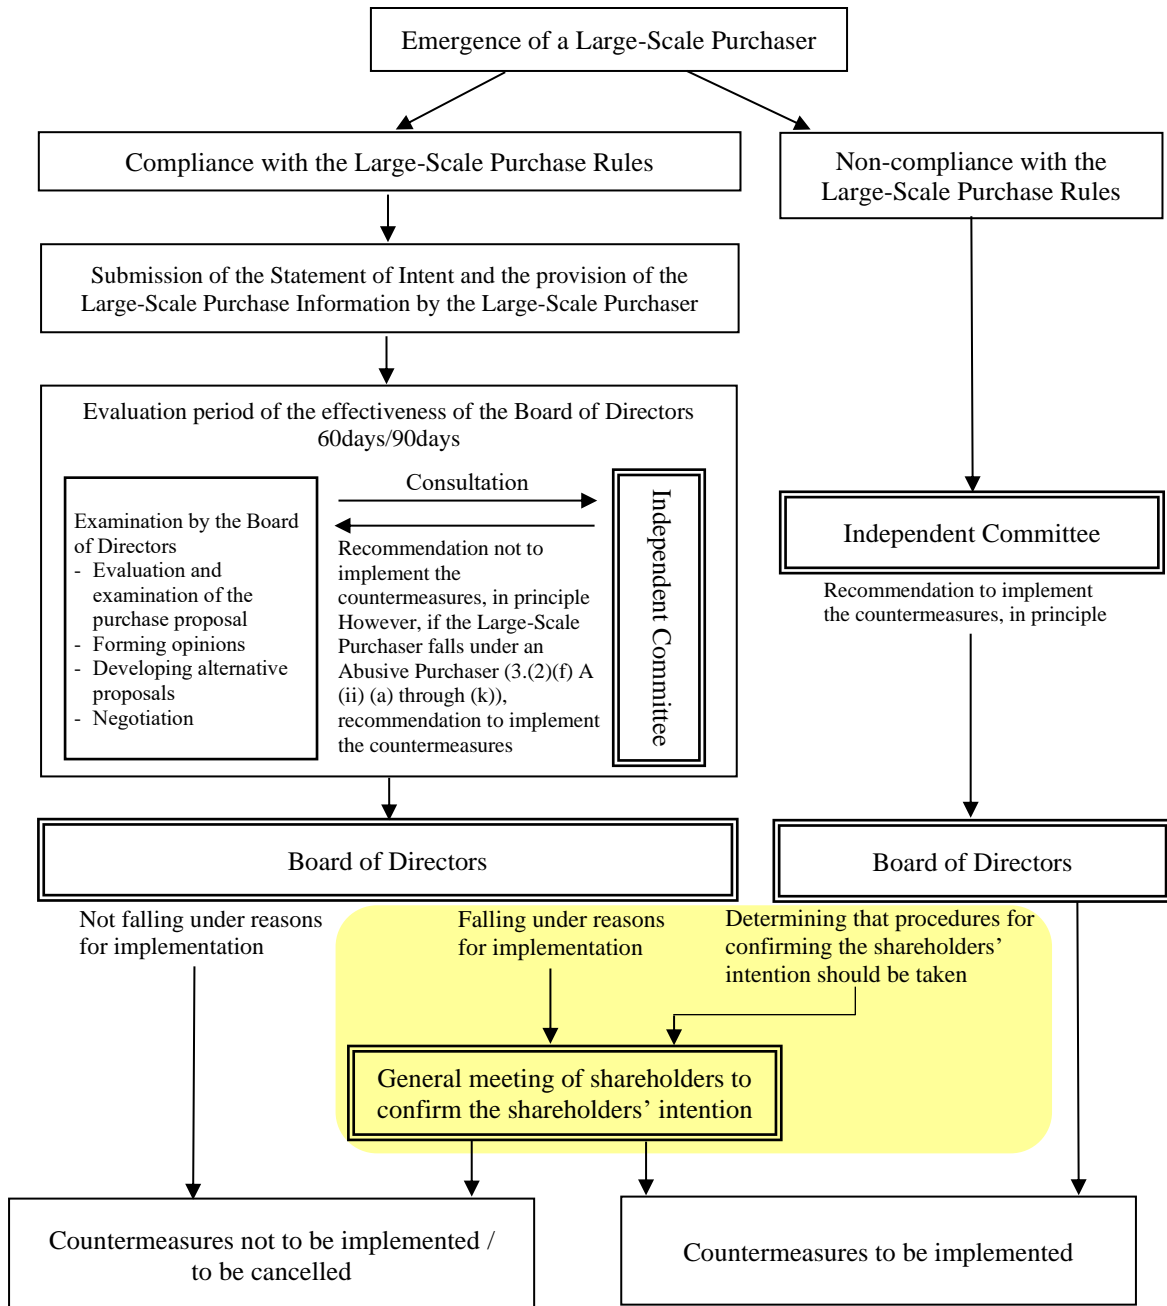 Emergence of a Large-Scale Purchaser
Compliance with the Large-Scale Purchase Rules
Non-compliance with the
Large-Scale Purchase Rules
Submission of the Statement of Intent and the provision of the
Large-Scale Purchase Information by the Large-Scale Purchaser
Evaluation period of the effectiveness of the Board of Directors
60days/90days
Examination by the Board
of Directors
- Evaluation and
examination of the
purchase proposal
- Forming opinions
- Developing alternative
proposals
- Negotiation
Consultation
Recommendation not to
implement the
countermeasures, in principle
However, if the Large-Scale
Purchaser falls under an
Abusive Purchaser (3.(2)(f) A
(ii) (a) through (k)),
recommendation to implement
the countermeasures
Independent Committee
Independent Committee
Recommendation to implement
the countermeasures, in principle
Board of Directors
Board of Directors
Not falling under reasons
for implementation
Falling under reasons
for implementation
Determining that procedures for
confirming the shareholders’
intention should be taken
General meeting of shareholders to
confirm the shareholders’ intention
Countermeasures not to be implemented /
to be cancelled
Countermeasures to be implemented